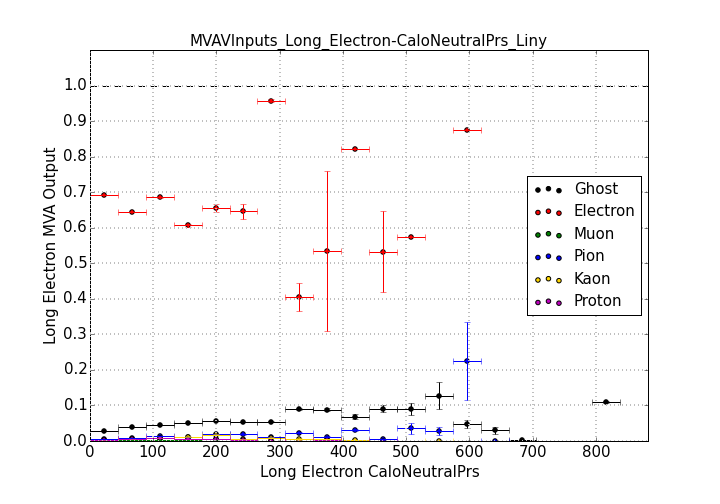 MVAVInputs_Long_Electron-CaloNeutralPrs_Liny
Long Electron MVA Output
1.0
0.9
0.8
0.7
0.6
0.5
0.4
0.3
0.2
0.1
0.0
Ghost
Electron
Muon
Pion
Kaon
Proton
0 100 200 300 400 500 600 700 800
Long Electron CaloNeutralPrs